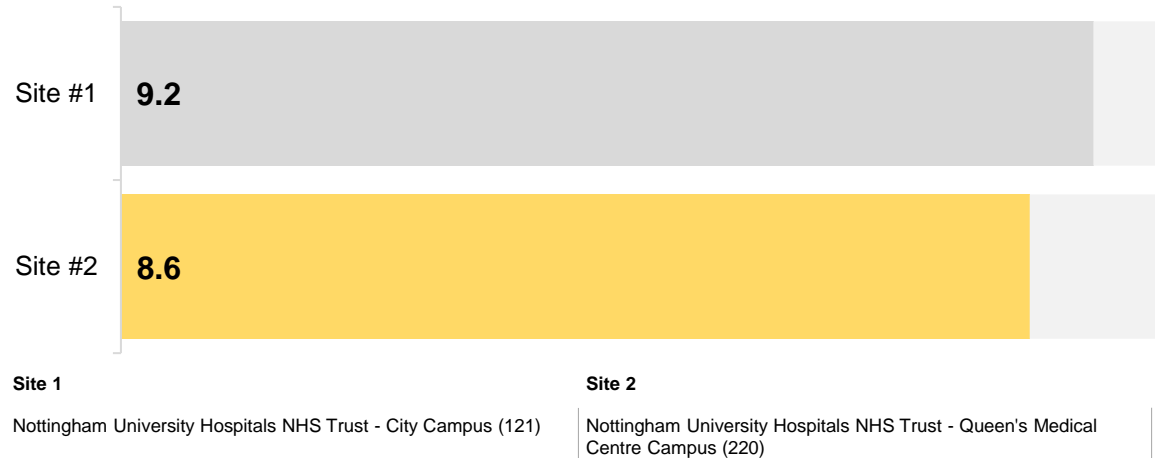 Site #1
9.2
Site #2
8.6
Site 1
Site 2
Nottingham University Hospitals NHS Trust - City Campus (121)
Nottingham University Hospitals NHS Trust - Queen's Medical
Centre Campus (220)